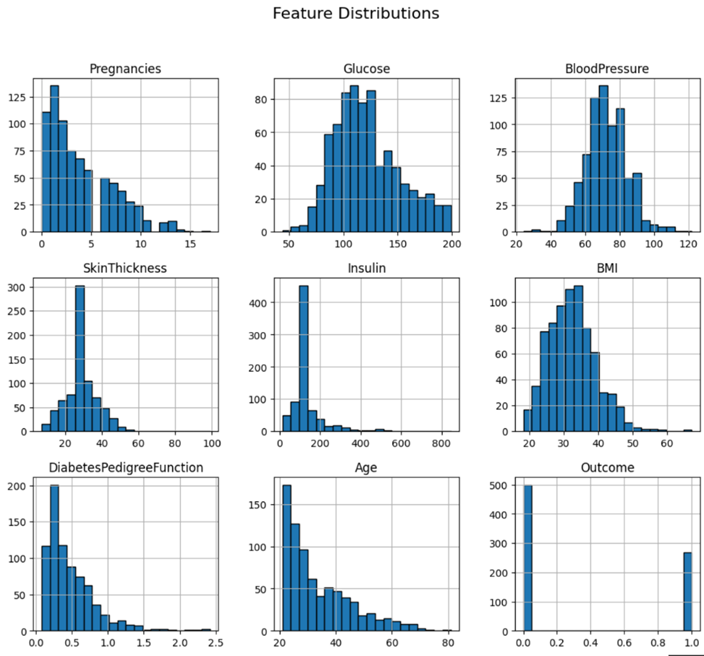 Feature Distributions
Pregnancies
125
100
75
50
25
0
0 5 10 15
Glucose
80
60
40
20
0
50 100 150 200
BloodPressure
125
100
75
50
25
0
20 40 60 80 100 120
SkinThickness
300
250
200
150
100
50
0
20 40 60 80 100
Insulin
400
300
200
100
0
0 200 400 600 800
BMI
100
80
60
40
20
0
20 30 40 50 60
DiabetesPedigreeFunction
200
150
100
50
0
0.0 0.5 1.0 1.5 2.0 2.5
Age
150
100
50
0
20 40 60 80
Outcome
500
400
300
200
100
0
0.0 0.2 0.4 0.6 0.8 1.0